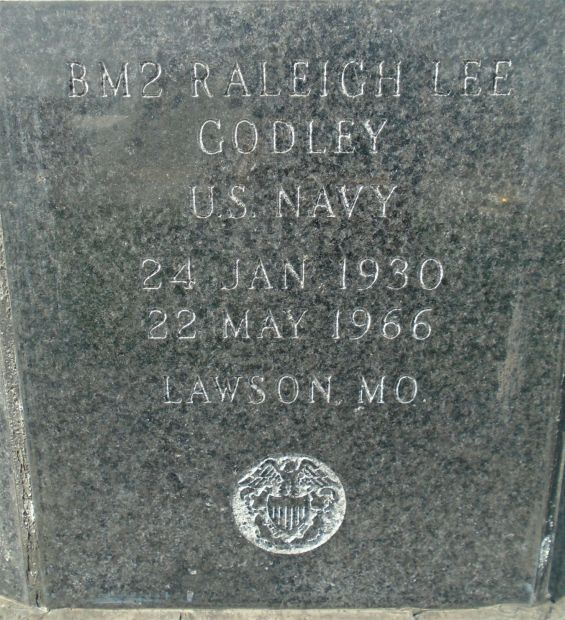 BM2 RALEIGH LEE
GODLEY
U.S. NAVY
24 JAN. 1930
22 MAY 1966
LAWSON, MO.